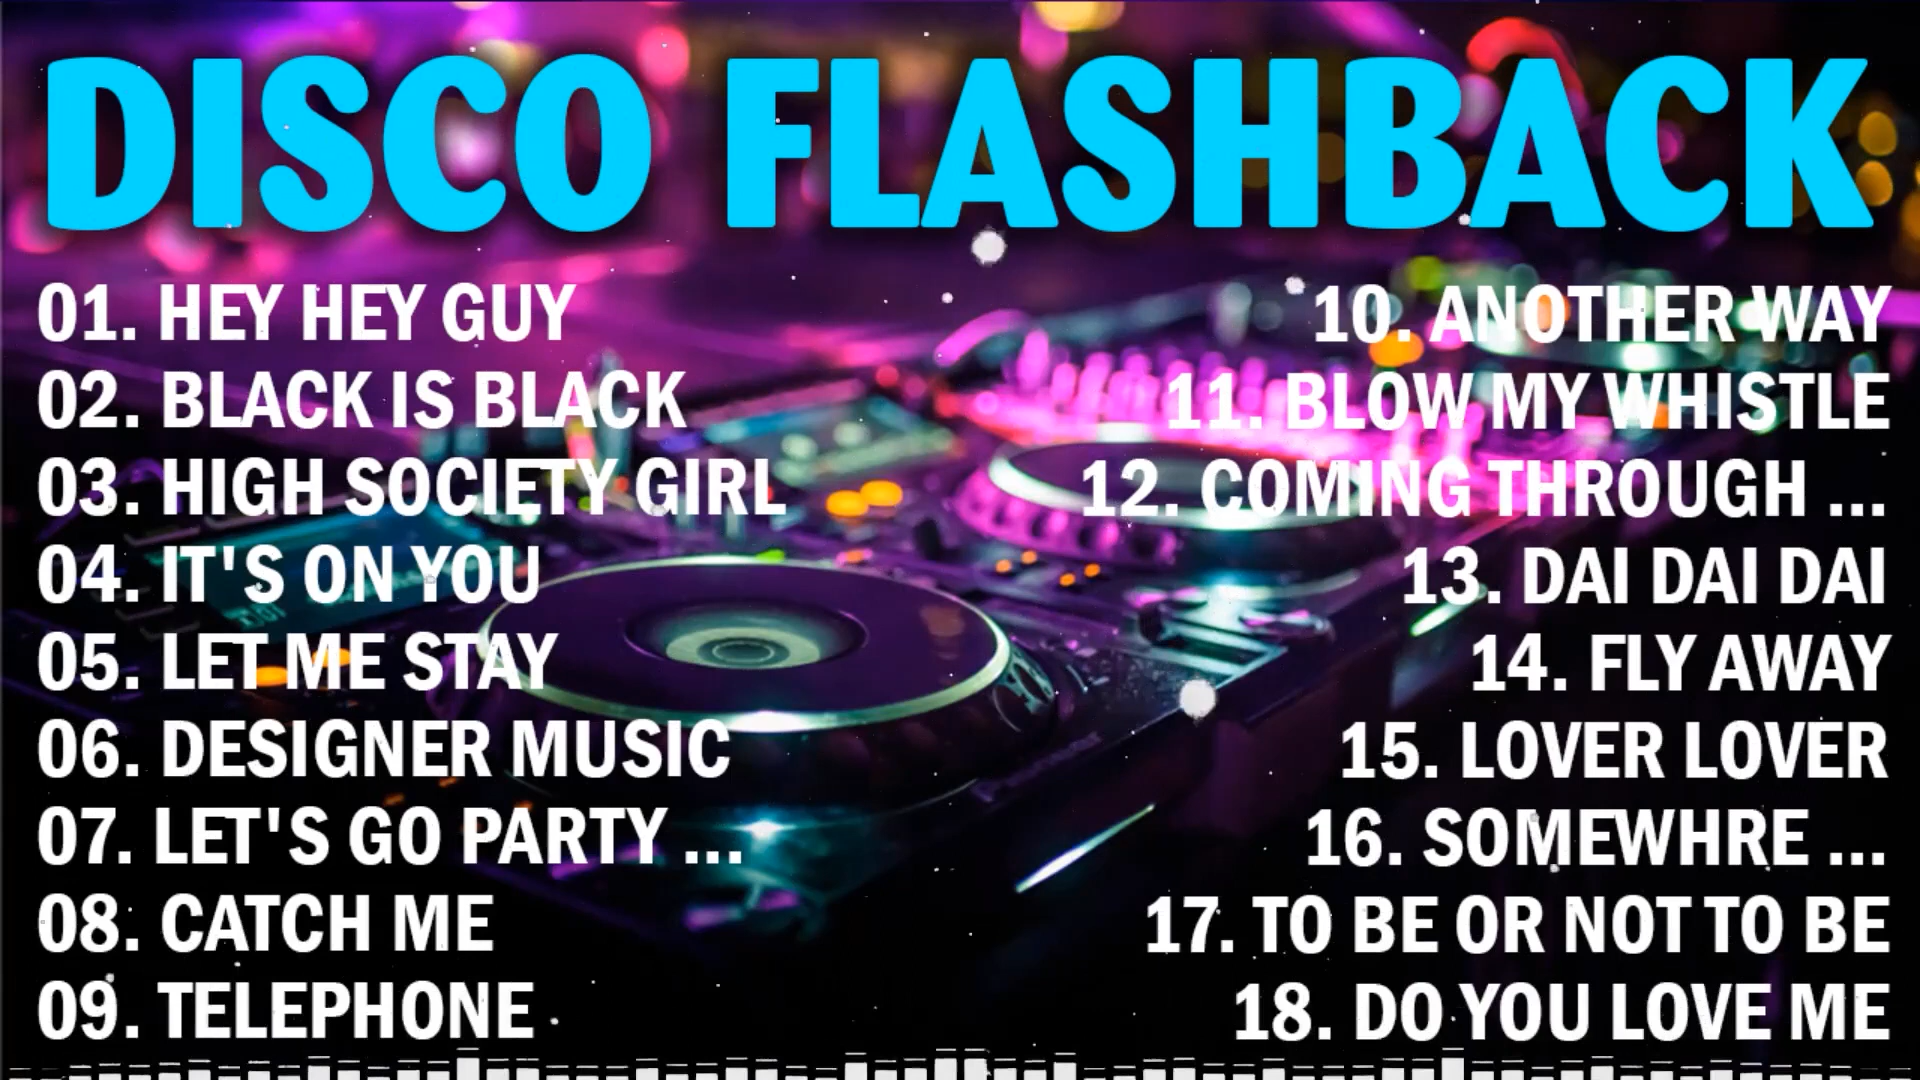 DISCO FLASHBACK
01. HEY HEY GUY
02. BLACK IS BLACK
03. HIGH SOCIETY GIRL
04. IT'S ON YOU
05. LET ME STAY
06. DESIGNER MUSIC
07. LET'S GO PARTY ...
08. CATCH ME
09. TELEPHONE
10. ANOTHER WAY
11. BLOW MY WHISTLE
12. COMING THROUGH ...
13. DAI DAI DAI
14. FLY AWAY
15. LOVER LOVER
16. SOMEWHRE ...
17. TO BE OR NOT TO BE
18. DO YOU LOVE ME